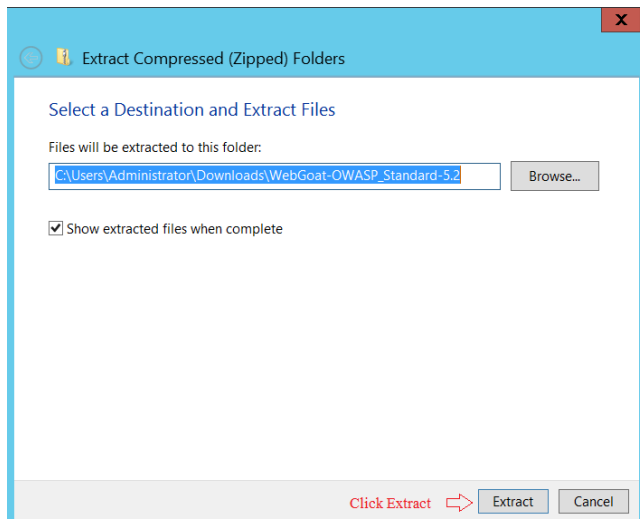 X
Extract Compressed (Zipped) Folders
Select a Destination and Extract Files
Files will be extracted to this folder:
C:\Users\Administrator\Downloads\WebGoat-OWASP_Standard-5.2
Browse...
Show extracted files when complete
Click Extract
Extract
Cancel